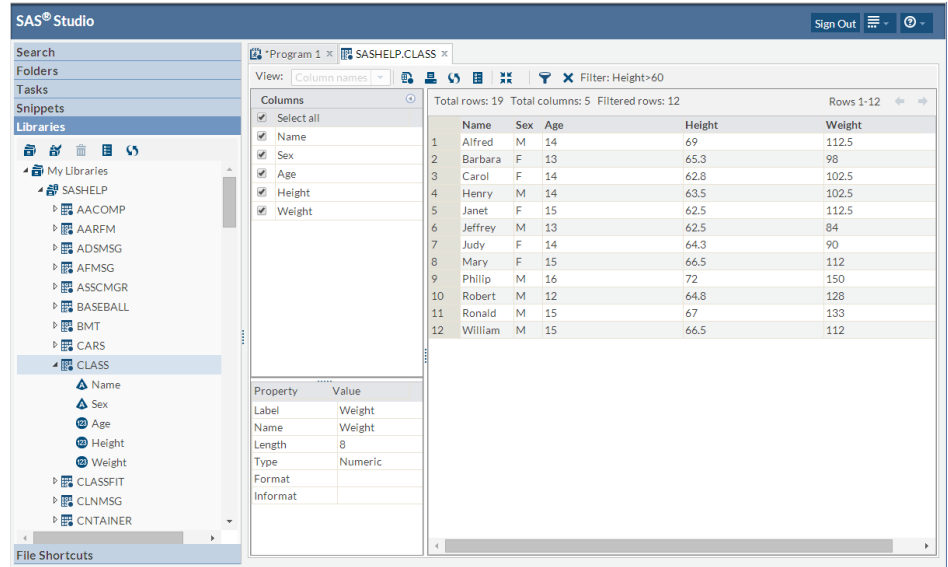 SAS® Studio
Sign Out
Search
Folders
Tasks
Snippets
Libraries
My Libraries
SASHELP
AACOMP
AARFM
ADSMSG
AFMSG
ASSCMGR
BASEBALL
BMT
CARS
CLASS
Name
Sex
Age
Height
Weight
CLASSFIT
CLNMSG
CNTAINER
File Shortcuts
*Program 1 × SASHELP.CLASS ×
View: Column names Filter: Height>60
Columns
Select all
Name
Sex
Age
Height
Weight
Property Value
Label Weight
Name Weight
Length 8
Type Numeric
Format
Informat
Total rows: 19 Total columns: 5 Filtered rows: 12 Rows 1-12
Name Sex Age Height Weight
1 Alfred M 14 69 112.5
2 Barbara F 13 65.3 98
3 Carol F 14 62.8 102.5
4 Henry M 14 63.5 102.5
5 Janet F 15 62.5 112.5
6 Jeffrey M 13 62.5 84
7 Judy F 14 64.3 90
8 Mary F 15 66.5 112
9 Philip M 16 72 150
10 Robert M 12 64.8 128
11 Ronald M 15 67 133
12 William M 15 66.5 112